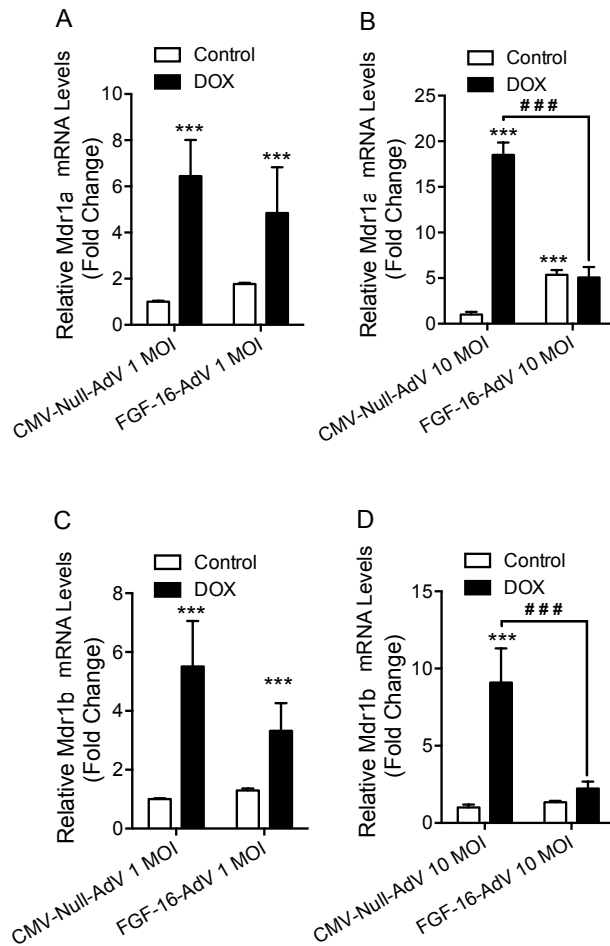 A
Control
DOX
Relative Mdr1a mRNA Levels
(Fold Change)
10
8
6
4
2
0
***
***
CMV-Null-AdV 1 MOI
FGF-16-AdV 1 MOI
B
Control
DOX
Relative Mdr1a mRNA Levels
(Fold Change)
25
20
15
10
5
0
###
***
***
CMV-Null-AdV 10 MOI
FGF-16-AdV 10 MOI
C
Control
DOX
Relative Mdr1b mRNA Levels
(Fold Change)
8
6
4
2
0
***
***
CMV-Null-AdV 1 MOI
FGF-16-AdV 1 MOI
D
Control
DOX
Relative Mdr1b mRNA Levels
(Fold Change)
15
10
5
0
###
***
CMV-Null-AdV 10 MOI
FGF-16-AdV 10 MOI